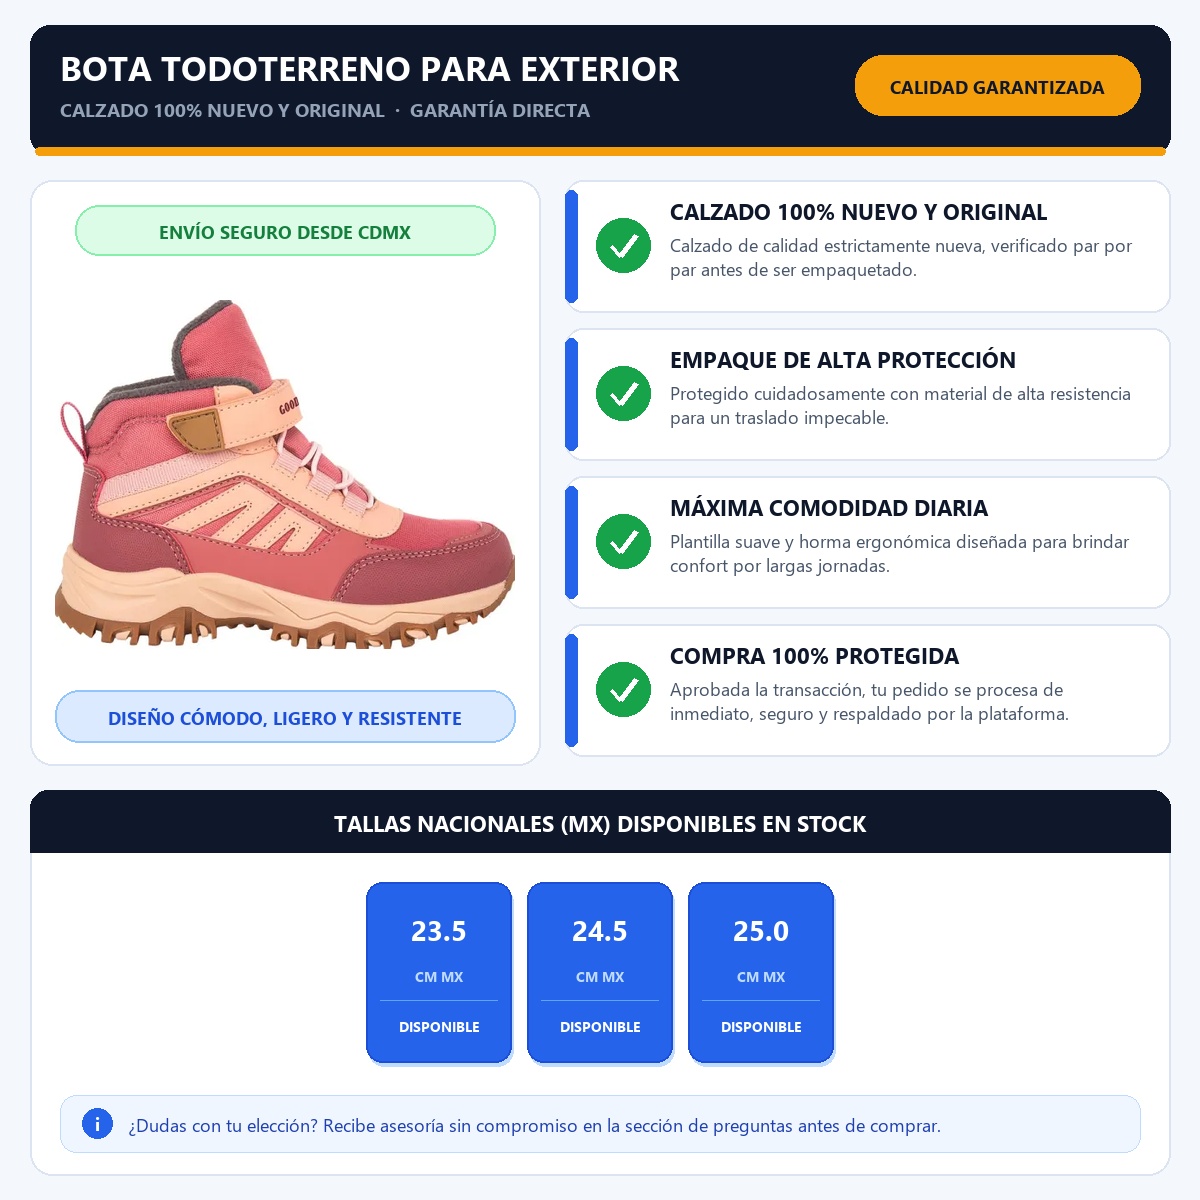 BOTA TODOTERRENO PARA EXTERIOR
CALZADO 100% NUEVO Y ORIGINAL · GARANTÍA DIRECTA
CALIDAD GARANTIZADA
ENVÍO SEGURO DESDE CDMX
DISEÑO CÓMODO, LIGERO Y RESISTENTE
CALZADO 100% NUEVO Y ORIGINAL
Calzado de calidad estrictamente nueva, verificado par por
par antes de ser empaquetado.
EMPAQUE DE ALTA PROTECCIÓN
Protegido cuidadosamente con material de alta resistencia
para un traslado impecable.
MÁXIMA COMODIDAD DIARIA
Plantilla suave y horma ergonómica diseñada para brindar
confort por largas jornadas.
COMPRA 100% PROTEGIDA
Aprobada la transacción, tu pedido se procesa de
inmediato, seguro y respaldado por la plataforma.
TALLAS NACIONALES (MX) DISPONIBLES EN STOCK
23.5
CM MX
DISPONIBLE
24.5
CM MX
DISPONIBLE
25.0
CM MX
DISPONIBLE
¿Dudas con tu elección? Recibe asesoría sin compromiso en la sección de preguntas antes de comprar.